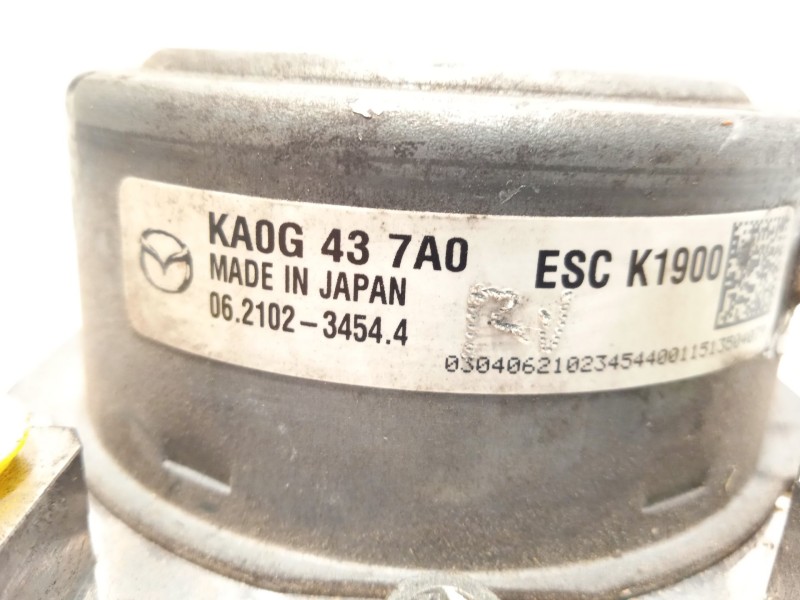 KA0G 43 7A0
MADE IN JAPAN
06.2102-3454.4
ESC K1900
R